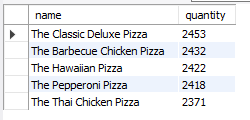 name quantity
The Classic Deluxe Pizza 2453
The Barbecue Chicken Pizza 2432
The Hawaiian Pizza 2422
The Pepperoni Pizza 2418
The Thai Chicken Pizza 2371